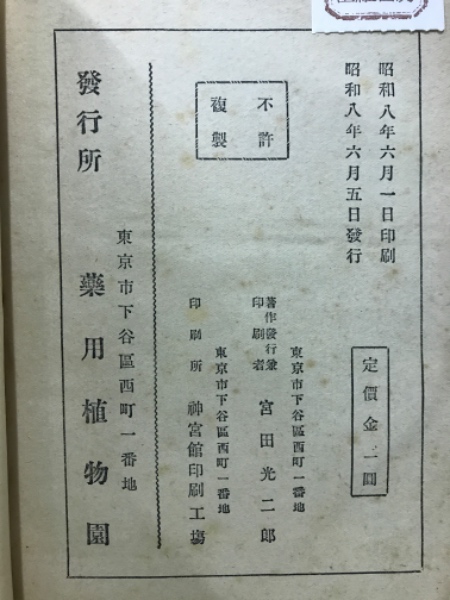 昭和八年六月一日印刷
昭和八年六月五日發行
定價金一圓
不許
複製
東京市下谷區西町一番地
著作發行兼
印刷者
宮田光二郎
東京市下谷區西町一番地
印刷所 神宮館印刷工場
東京市下谷區西町一番地
發行所 藥用植物園